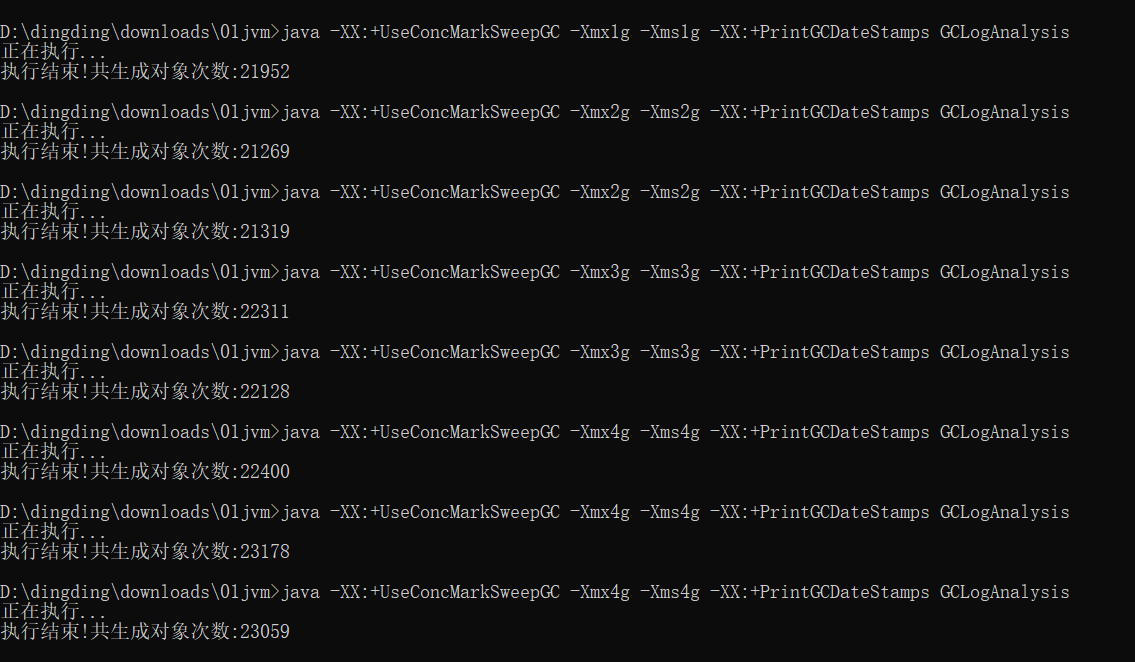 D:\dingding\downloads\01jvm>java -XX:+UseConcMarkSweepGC -Xmx1g -Xms1g -XX:+PrintGCDateStamps GCLogAnalysis
正在执行...
执行结束!共生成对象次数:21952
D:\dingding\downloads\01jvm>java -XX:+UseConcMarkSweepGC -Xmx2g -Xms2g -XX:+PrintGCDateStamps GCLogAnalysis
正在执行...
执行结束!共生成对象次数:21269
D:\dingding\downloads\01jvm>java -XX:+UseConcMarkSweepGC -Xmx2g -Xms2g -XX:+PrintGCDateStamps GCLogAnalysis
正在执行...
执行结束!共生成对象次数:21319
D:\dingding\downloads\01jvm>java -XX:+UseConcMarkSweepGC -Xmx3g -Xms3g -XX:+PrintGCDateStamps GCLogAnalysis
正在执行...
执行结束!共生成对象次数:22311
D:\dingding\downloads\01jvm>java -XX:+UseConcMarkSweepGC -Xmx3g -Xms3g -XX:+PrintGCDateStamps GCLogAnalysis
正在执行...
执行结束!共生成对象次数:22128
D:\dingding\downloads\01jvm>java -XX:+UseConcMarkSweepGC -Xmx4g -Xms4g -XX:+PrintGCDateStamps GCLogAnalysis
正在执行...
执行结束!共生成对象次数:22400
D:\dingding\downloads\01jvm>java -XX:+UseConcMarkSweepGC -Xmx4g -Xms4g -XX:+PrintGCDateStamps GCLogAnalysis
正在执行...
执行结束!共生成对象次数:23178
D:\dingding\downloads\01jvm>java -XX:+UseConcMarkSweepGC -Xmx4g -Xms4g -XX:+PrintGCDateStamps GCLogAnalysis
正在执行...
执行结束!共生成对象次数:23059